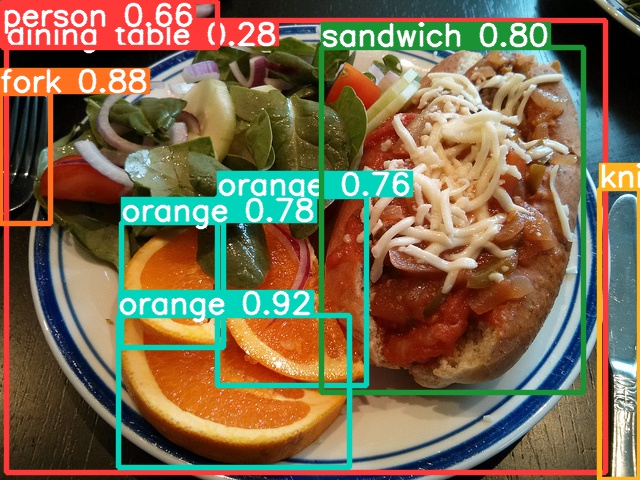 person 0.66
dining table 0.28
sandwich 0.80
fork 0.88
orange 0.76
kni
orange 0.78
orange 0.92